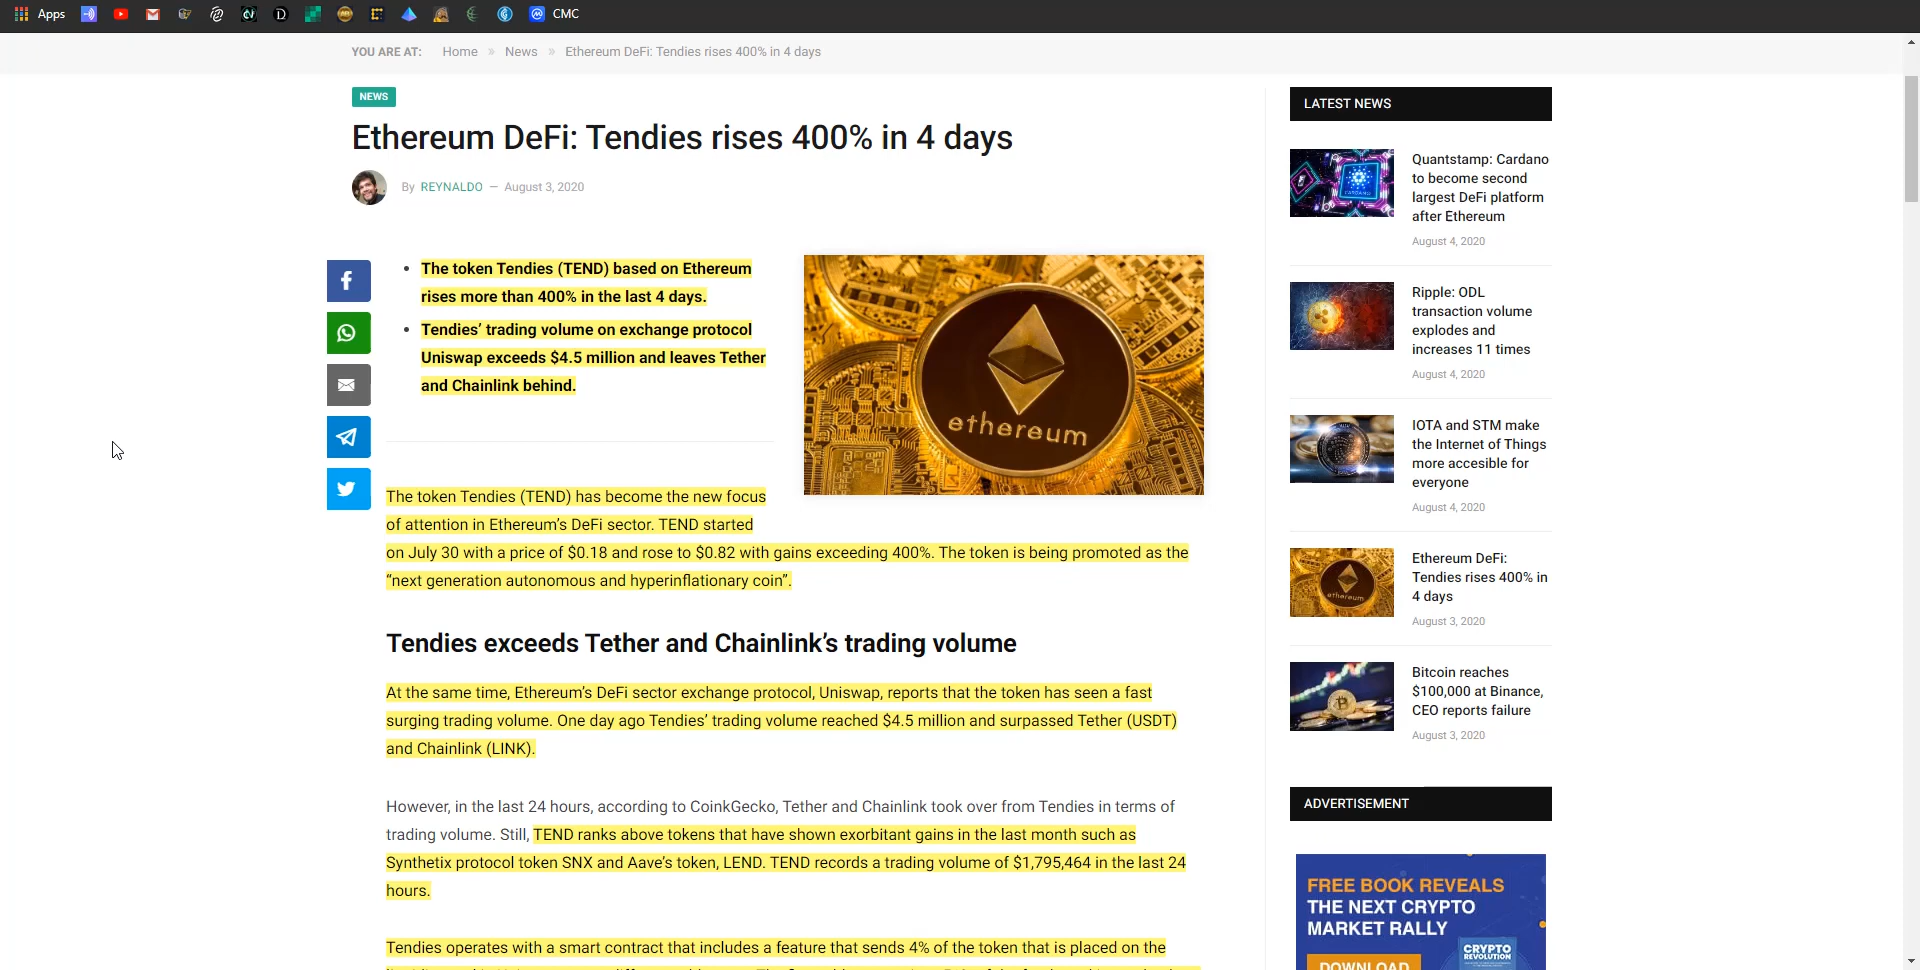 Apps
CMC
YOU ARE AT: Home » News » Ethereum DeFi: Tendies rises 400% in 4 days
NEWS
Ethereum DeFi: Tendies rises 400% in 4 days
By REYNALDO — August 3, 2020
• The token Tendies (TEND) based on Ethereum
rises more than 400% in the last 4 days.
• Tendies’ trading volume on exchange protocol
Uniswap exceeds $4.5 million and leaves Tether
and Chainlink behind.
ethereum
The token Tendies (TEND) has become the new focus
of attention in Ethereum’s DeFi sector. TEND started
on July 30 with a price of $0.18 and rose to $0.82 with gains exceeding 400%. The token is being promoted as the
“next generation autonomous and hyperinflationary coin”.
Tendies exceeds Tether and Chainlink’s trading volume
At the same time, Ethereum’s DeFi sector exchange protocol, Uniswap, reports that the token has seen a fast
surging trading volume. One day ago Tendies’ trading volume reached $4.5 million and surpassed Tether (USDT)
and Chainlink (LINK).
However, in the last 24 hours, according to CoinkGecko, Tether and Chainlink took over from Tendies in terms of
trading volume. Still, TEND ranks above tokens that have shown exorbitant gains in the last month such as
Synthetix protocol token SNX and Aave’s token, LEND. TEND records a trading volume of $1,795,464 in the last 24
hours.
Tendies operates with a smart contract that includes a feature that sends 4% of the token that is placed on the
LATEST NEWS
Quantstamp: Cardano
to become second
largest DeFi platform
after Ethereum
August 4, 2020
Ripple: ODL
transaction volume
explodes and
increases 11 times
August 4, 2020
IOTA and STM make
the Internet of Things
more accesible for
everyone
August 4, 2020
Ethereum DeFi:
Tendies rises 400% in
4 days
August 3, 2020
Bitcoin reaches
$100,000 at Binance,
CEO reports failure
August 3, 2020
ADVERTISEMENT
FREE BOOK REVEALS
THE NEXT CRYPTO
MARKET RALLY
CRYPTO
REVOLUTION
DOWNLOAD